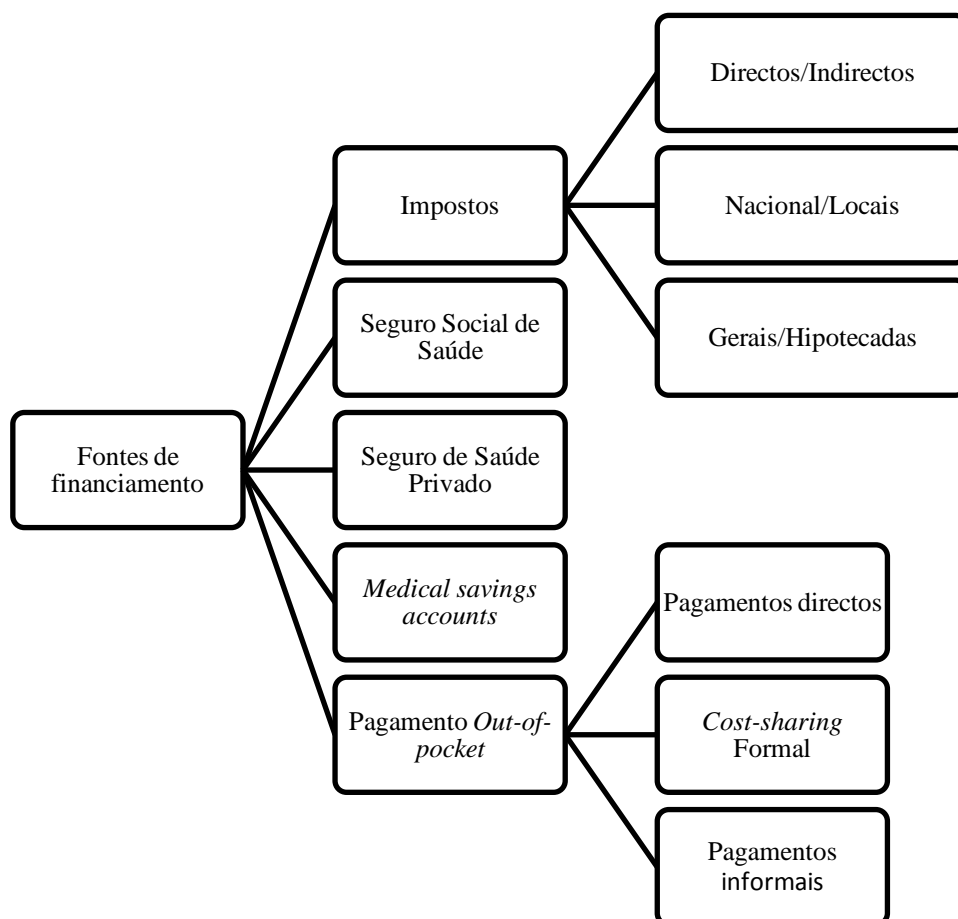 Directos/Indirectos
Impostos
Nacional/Locais
Gerais/Hipotecadas
Seguro Social de
Saúde
Fontes de
financiamento
Seguro de Saúde
Privado
Medical savings
accounts
Pagamento Out-of-
pocket
Pagamentos directos
Cost-sharing
Formal
Pagamentos
informais